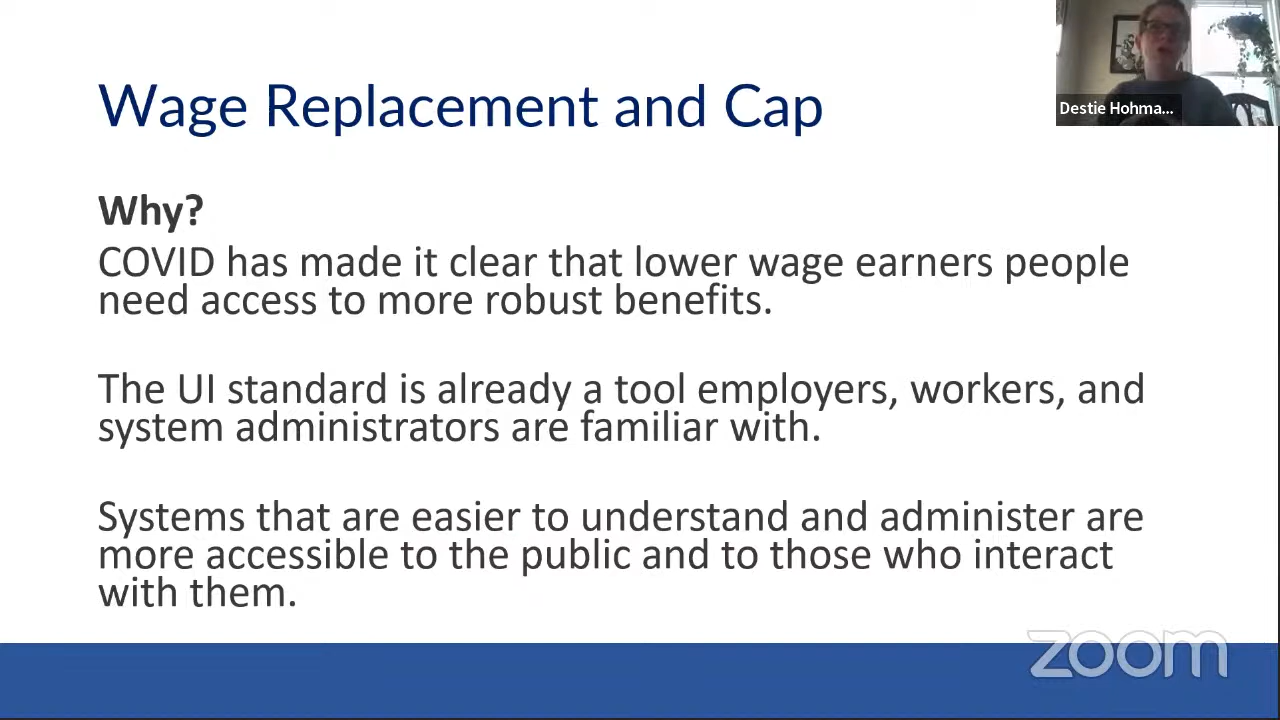 Wage Replacement and Cap
Destie Hohma...
Why?
COVID has made it clear that lower wage earners people
need access to more robust benefits.
The UI standard is already a tool employers, workers, and
system administrators are familiar with.
Systems that are easier to understand and administer are
more accessible to the public and to those who interact
with them.
zoom